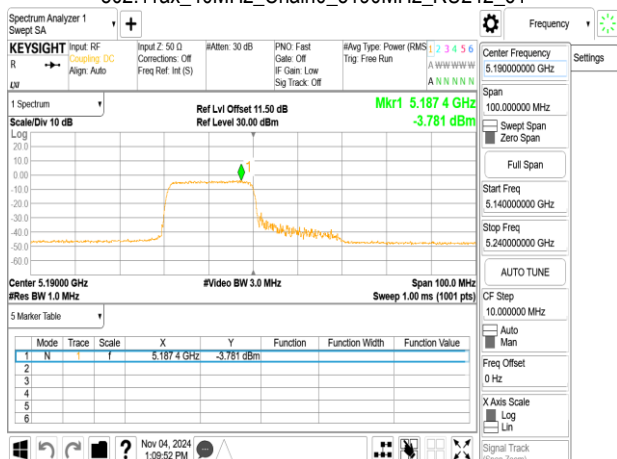 Spectrum Analyzer 1
Swept SA
+
Frequency
KEYSIGHT
R
Input: RF
Coupling: DC
Align: Auto
Input Z: 50 Ω
Corrections: Off
Freq Ref: Int (S)
#Atten: 30 dB
PNO: Fast
Gate: Off
IF Gain: Low
Sig Track: Off
#Avg Type: Power (RMS)
Trig: Free Run
1 2 3 4 5 6
A W W W W W
A N N N N N
Center Frequency
5.190000000 GHz
Settings
Span
100.000000 MHz
Swept Span
Zero Span
Full Span
Start Freq
5.140000000 GHz
Stop Freq
5.240000000 GHz
AUTO TUNE
CF Step
10.000000 MHz
Auto
Man
Freq Offset
0 Hz
X Axis Scale
Log
Lin
Signal Track
1 Spectrum
Scale/Div 10 dB
Ref Lvl Offset 11.50 dB
Ref Level 30.00 dBm
Mkr1 5.187 4 GHz
-3.781 dBm
Log
20.0
10.0
0.00
-10.0
-20.0
-30.0
-40.0
-50.0
-60.0
1
Center 5.19000 GHz
#Video BW 3.0 MHz
Span 100.0 MHz
#Res BW 1.0 MHz
Sweep 1.00 ms (1001 pts)
5 Marker Table
Mode Trace Scale X Y Function Function Width Function Value
1 N 1 f 5.187 4 GHz -3.781 dBm
2
3
4
5
6
?
Nov 04, 2024
1:09:52 PM